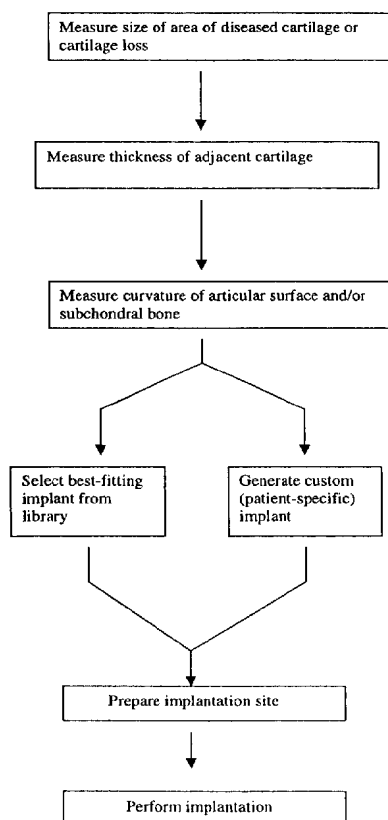 Measure size of area of diseased cartilage or
cartilage loss
Measure thickness of adjacent cartilage
Measure curvature of articular surface and/or
subchondral bone
Select best-fitting
implant from
library
Generate custom
(patient-specific)
implant
Prepare implantation site
Perform implantation